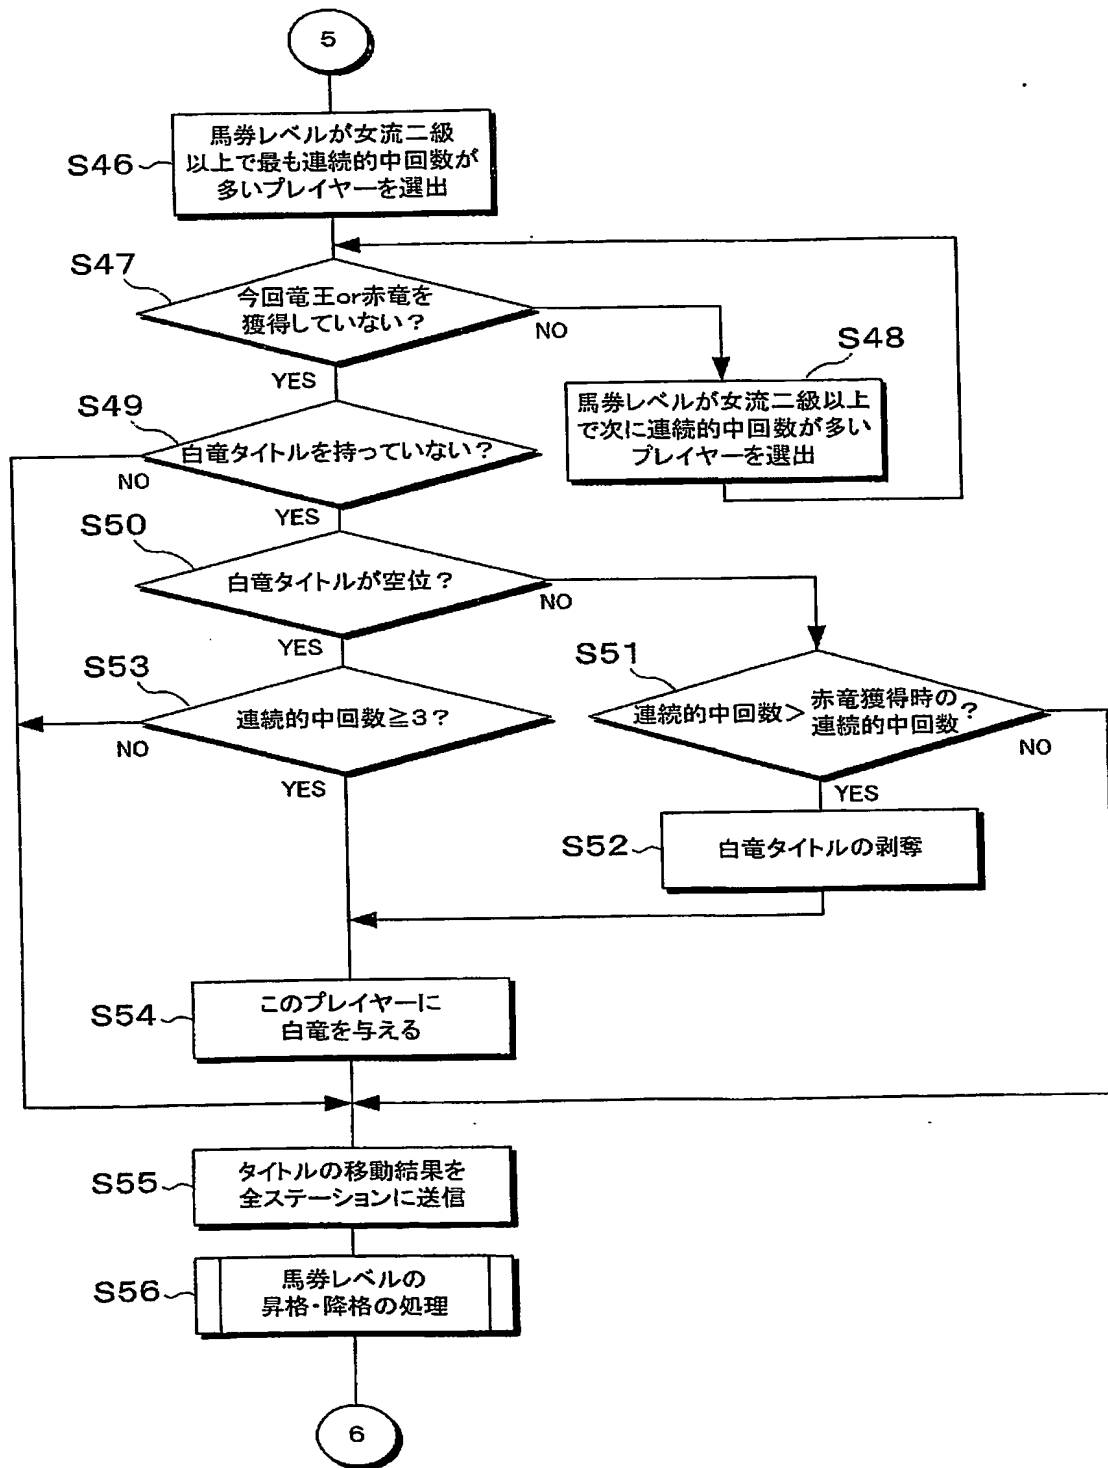 5
S46
馬券レベルが女流二級
以上で最も連続的中回数が
多いプレイヤーを選出
S47
今回竜王or赤竜を
獲得していない?
NO
YES
S48
馬券レベルが女流二級以上
で次に連続的中回数が多い
プレイヤーを選出
S49
白竜タイトルを持っていない?
NO
YES
S50
白竜タイトルが空位?
NO
YES
S51
連続的中回数> 赤竜獲得時の
連続的中回数 ?
NO
YES
S53
連続的中回数≧3?
NO
YES
S52
白竜タイトルの剥奪
S54
このプレイヤーに
白竜を与える
S55
タイトルの移動結果を
全ステーションに送信
S56
馬券レベルの
昇格・降格の処理
6